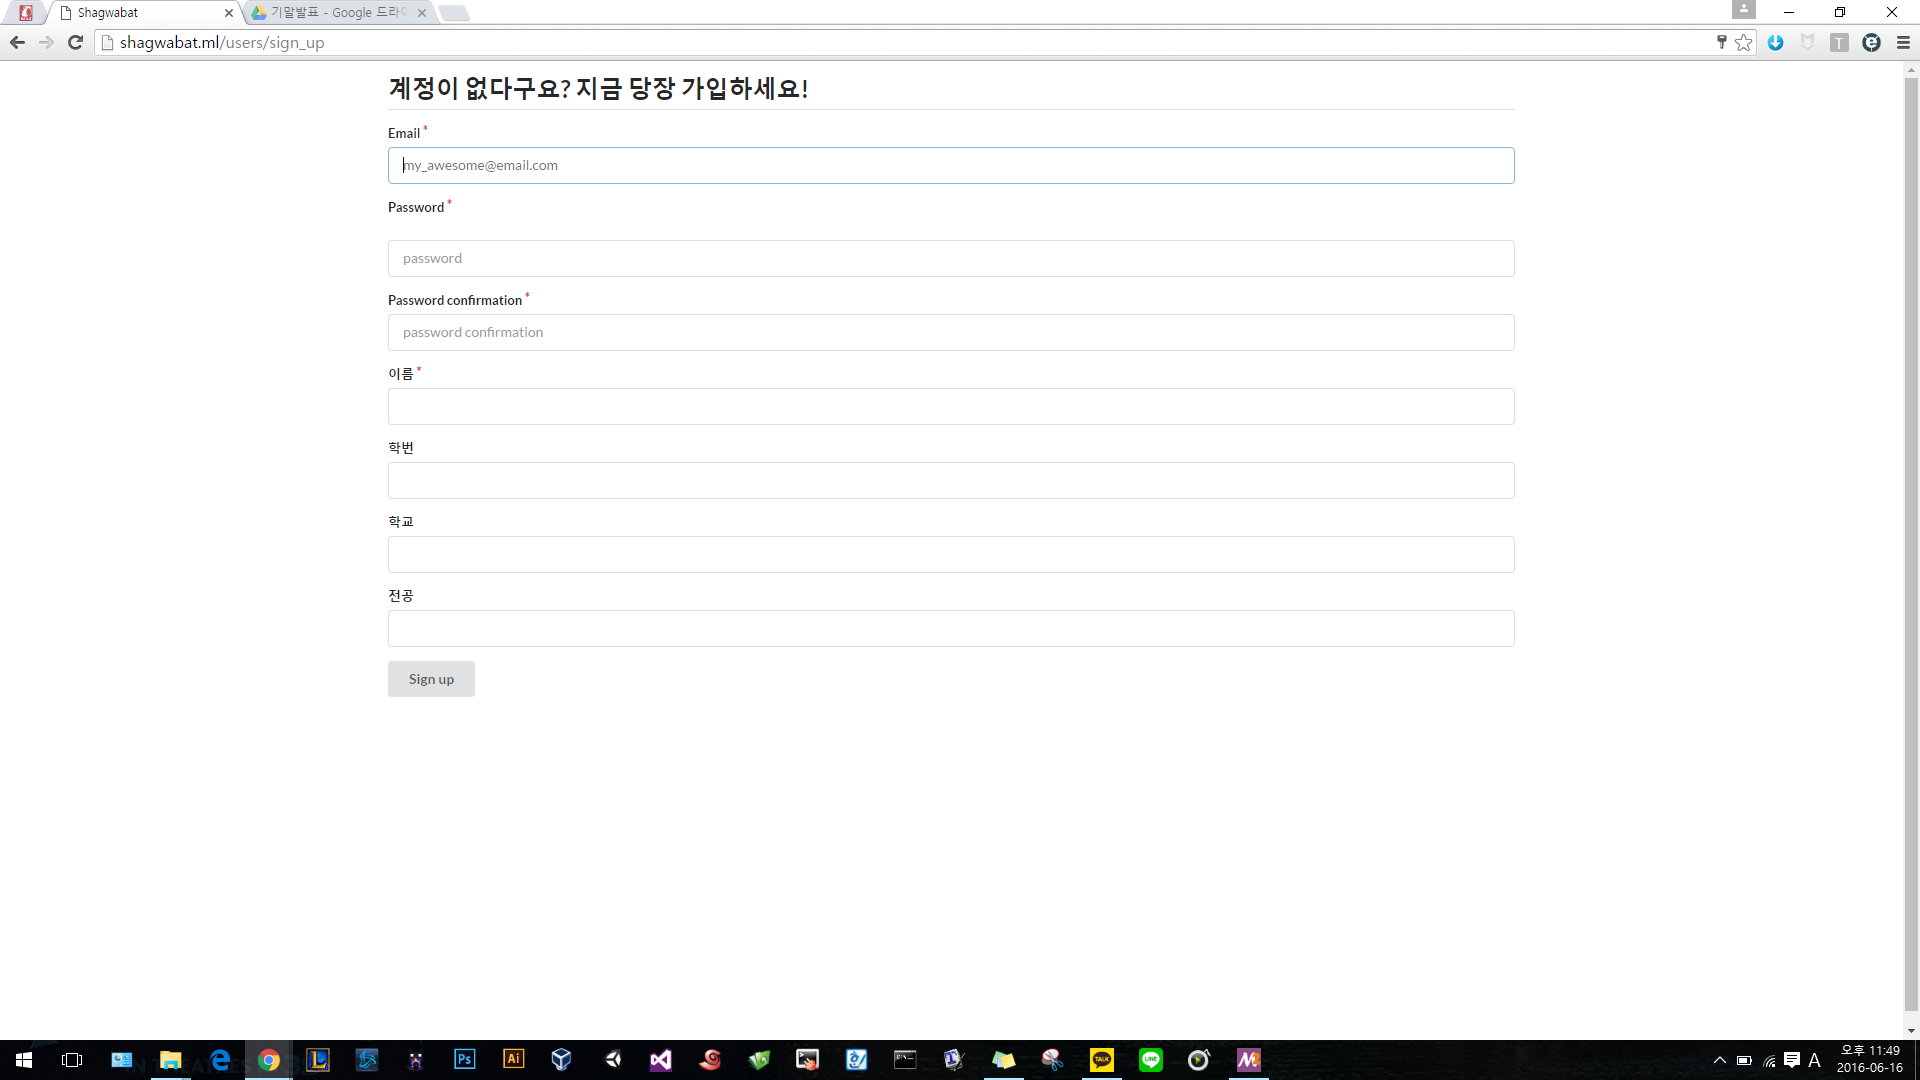 Shagwabat
기말발표 - Google 드라이
shagwabat.ml/users/sign_up
계정이 없다구요? 지금 당장 가입하세요!
Email *
my_awesome@email.com
Password *
password
Password confirmation *
password confirmation
이름 *
학번
학교
전공
Sign up
오후 11:49
A
2016-06-16